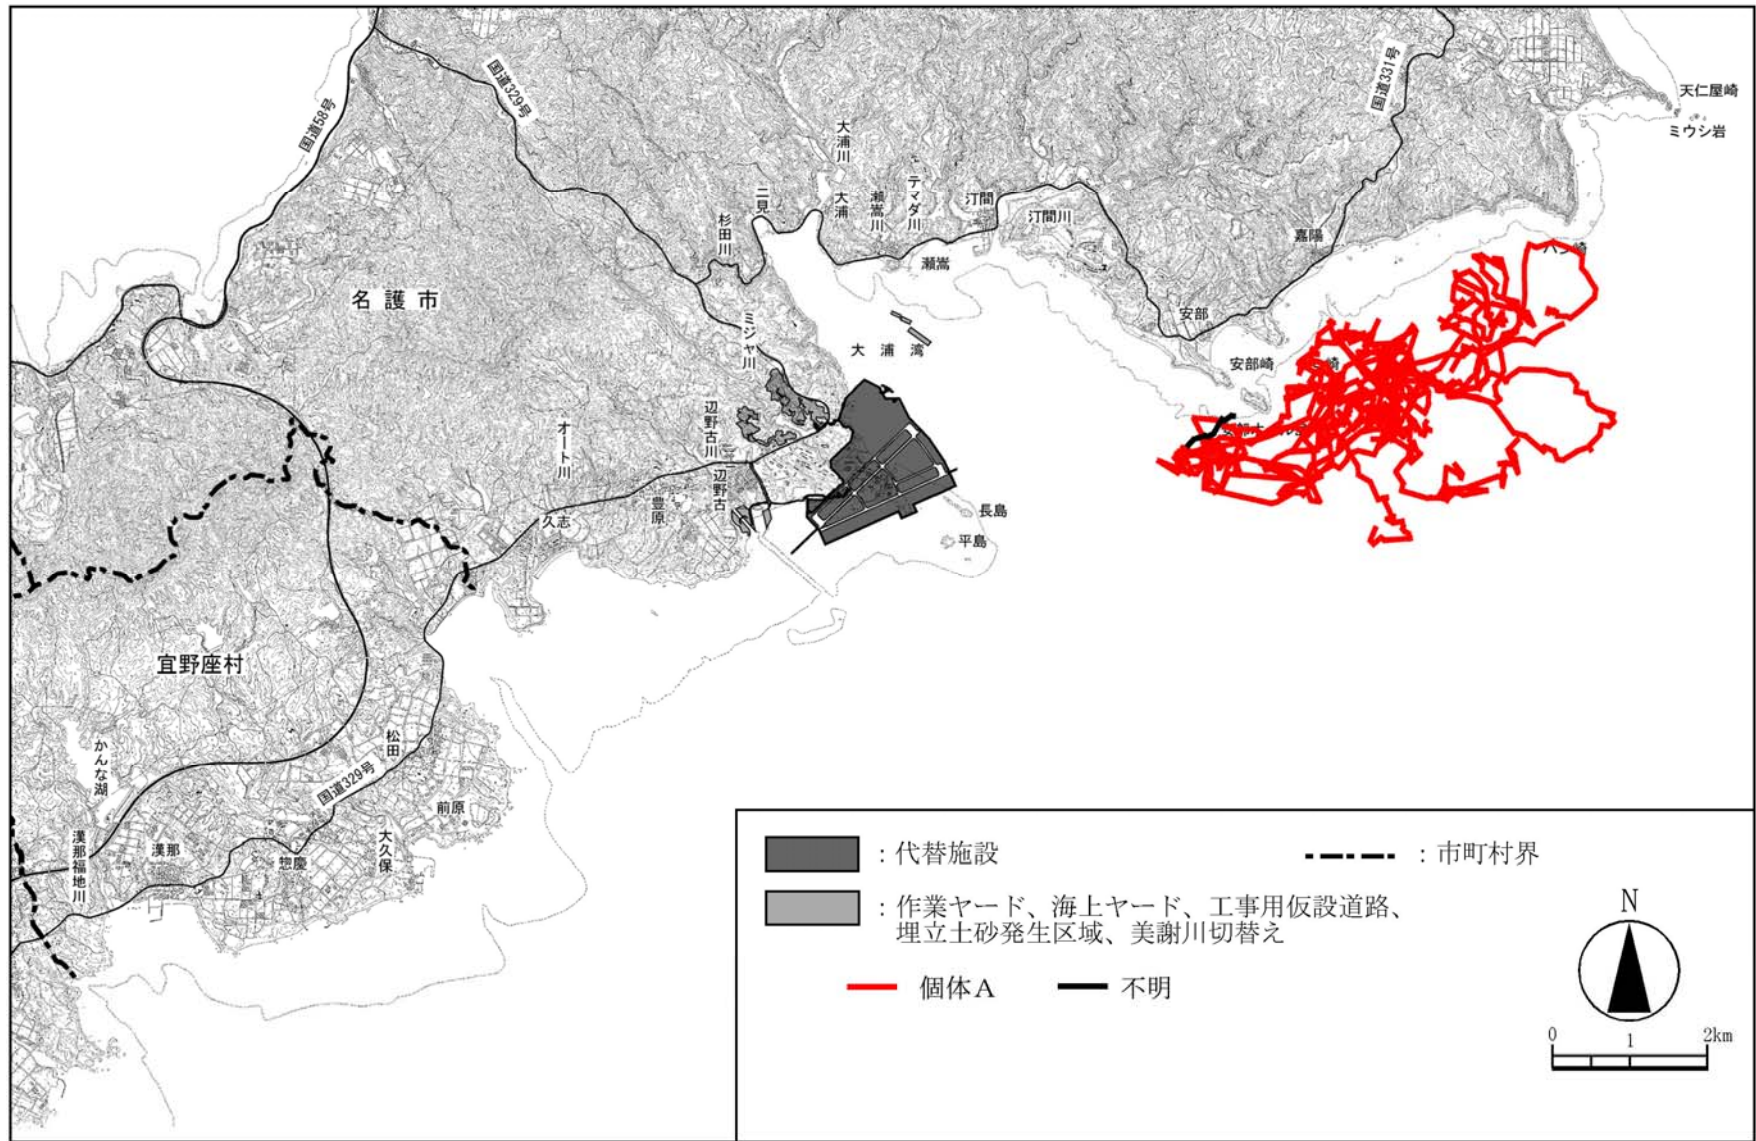 国道58号
国道329号
国道331号
天仁屋崎
ミウシ岩
大浦川
大浦
瀬嵩川
テマダ川
汀間
汀間川
二見
杉田川
瀬嵩
嘉陽
バン崎
名護市
ミジャ川
大浦湾
安部
安部崎
崎
辺野古川
オート川
辺野古
豊原
久志
長島
平島
宜野座村
かんな湖
松田
国道329号
前原
大久保
漢那福地川
漢那
惣慶
：代替施設
：市町村界
：作業ヤード、海上ヤード、工事用仮設道路、
埋立土砂発生区域、美謝川切替え
個体A
不明
N
0 1 2km